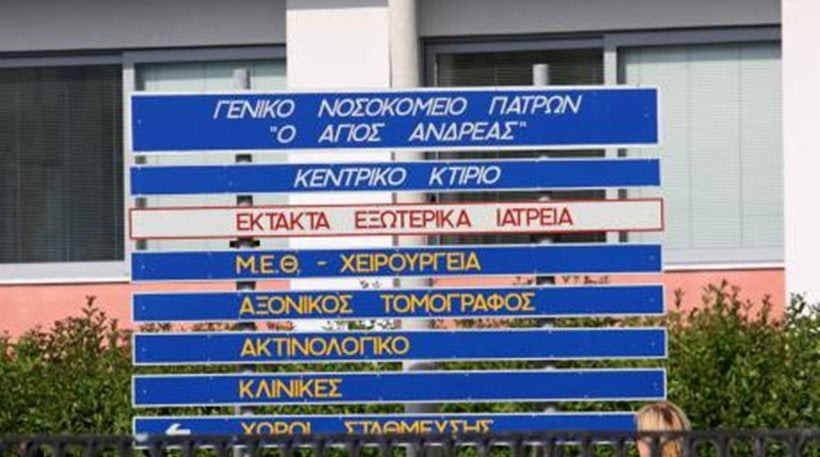 ΓΕΝΙΚΟ ΝΟΣΟΚΟΜΕΙΟ ΠΑΤΡΩΝ
"Ο ΑΓΙΟΣ ΑΝΔΡΕΑΣ"
ΚΕΝΤΡΙΚΟ ΚΤΙΡΙΟ
ΕΚΤΑΚΤΑ ΕΞΩΤΕΡΙΚΑ ΙΑΤΡΕΙΑ
Μ.Ε.Θ. - ΧΕΙΡΟΥΡΓΕΙΑ
ΑΞΟΝΙΚΟΣ ΤΟΜΟΓΡΑΦΟΣ
ΑΚΤΙΝΟΛΟΓΙΚΟ
ΚΛΙΝΙΚΕΣ
ΧΩΡΟΙ ΣΤΑΘΜΕΥΣΗΣ